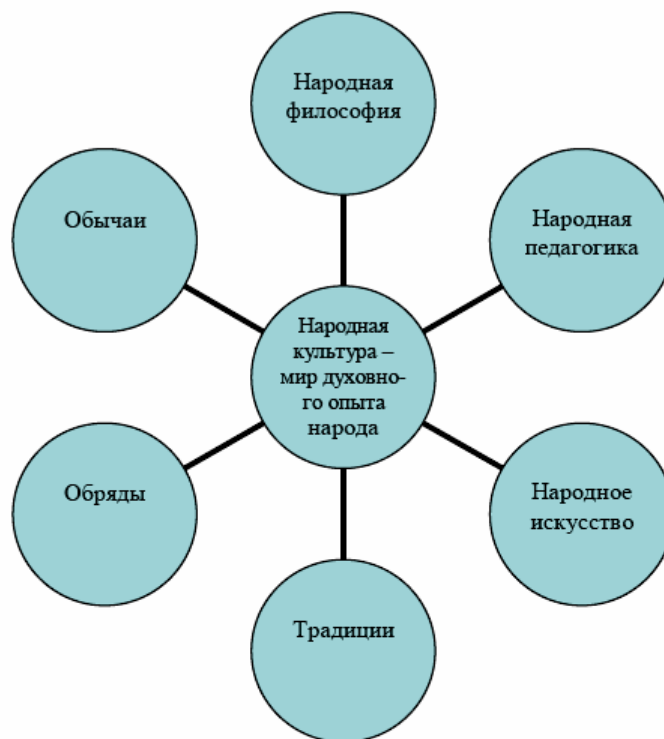 Народная
философия
Обычаи
Народная
педагогика
Народная
культура –
мир духовно-
го опыта
народа
Обряды
Народное
искусство
Традиции